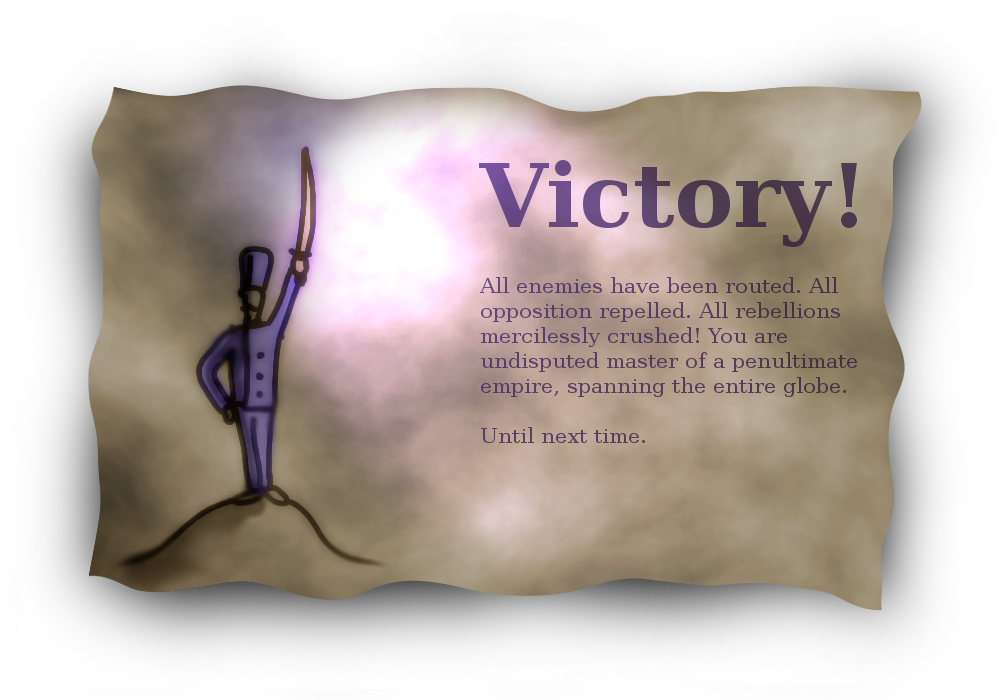 Victory!
All enemies have been routed. All
opposition repelled. All rebellions
mercilessly crushed! You are
undisputed master of a penultimate
empire, spanning the entire globe.
Until next time.